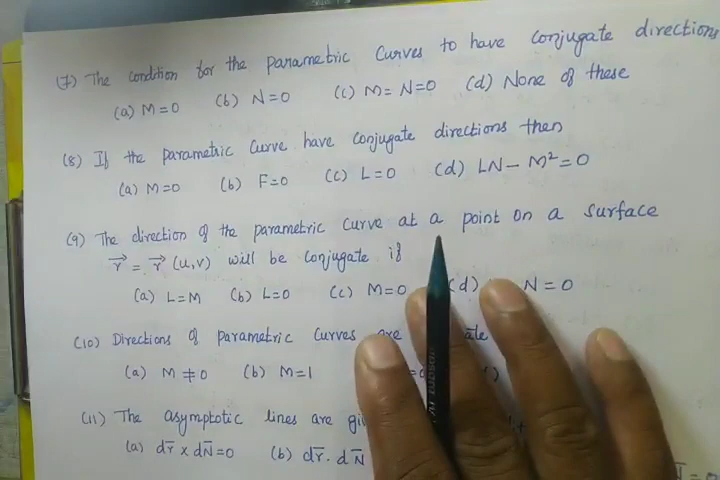 (7) The condition for the parametric curves to have conjugate directions
(a) M=0 (b) N=0 (c) M=N=0 (d) None of these
(8) If the parametric curve have conjugate directions then
(a) M=0 (b) F=0 (c) L=0 (d) LN-M²=0
(9) The direction of the parametric curve at a point on a surface
r⃗ = r⃗ (u,v) will be conjugate if
(a) L=M (b) L=0 (c) M=0 (d) N=0
(10) Directions of parametric curves are
(a) M≠0 (b) M=1
(11) The asymptotic lines are
(a) dr̅ × dN̅=0 (b) dr̅. dN̅